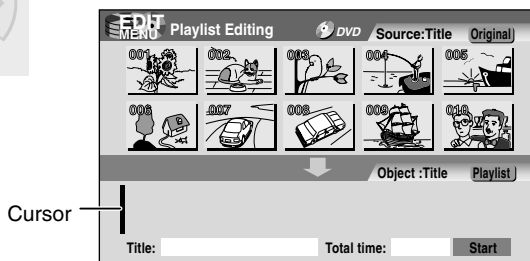 EDIT MENU Playlist Editing DVD Source:Title Original
001 002 003 004 005
006 007 008 009 010
Object :Title Playlist
Cursor
Title: Total time: Start